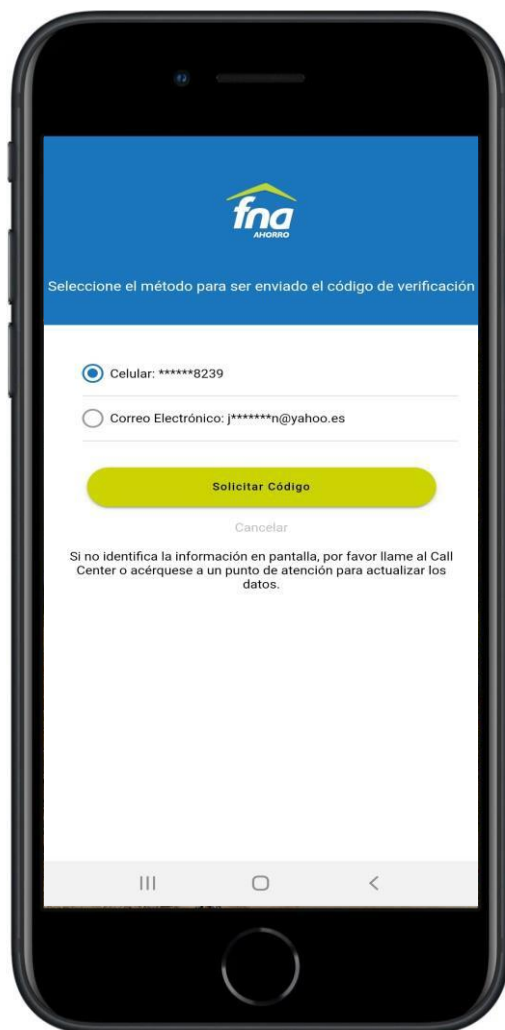 fna
AHORRO
Seleccione el método para ser enviado el código de verificación
Celular: ******8239
Correo Electrónico: j*******n@yahoo.es
Solicitar Código
Cancelar
Si no identifica la información en pantalla, por favor llame al Call
Center o acérquese a un punto de atención para actualizar los
datos.